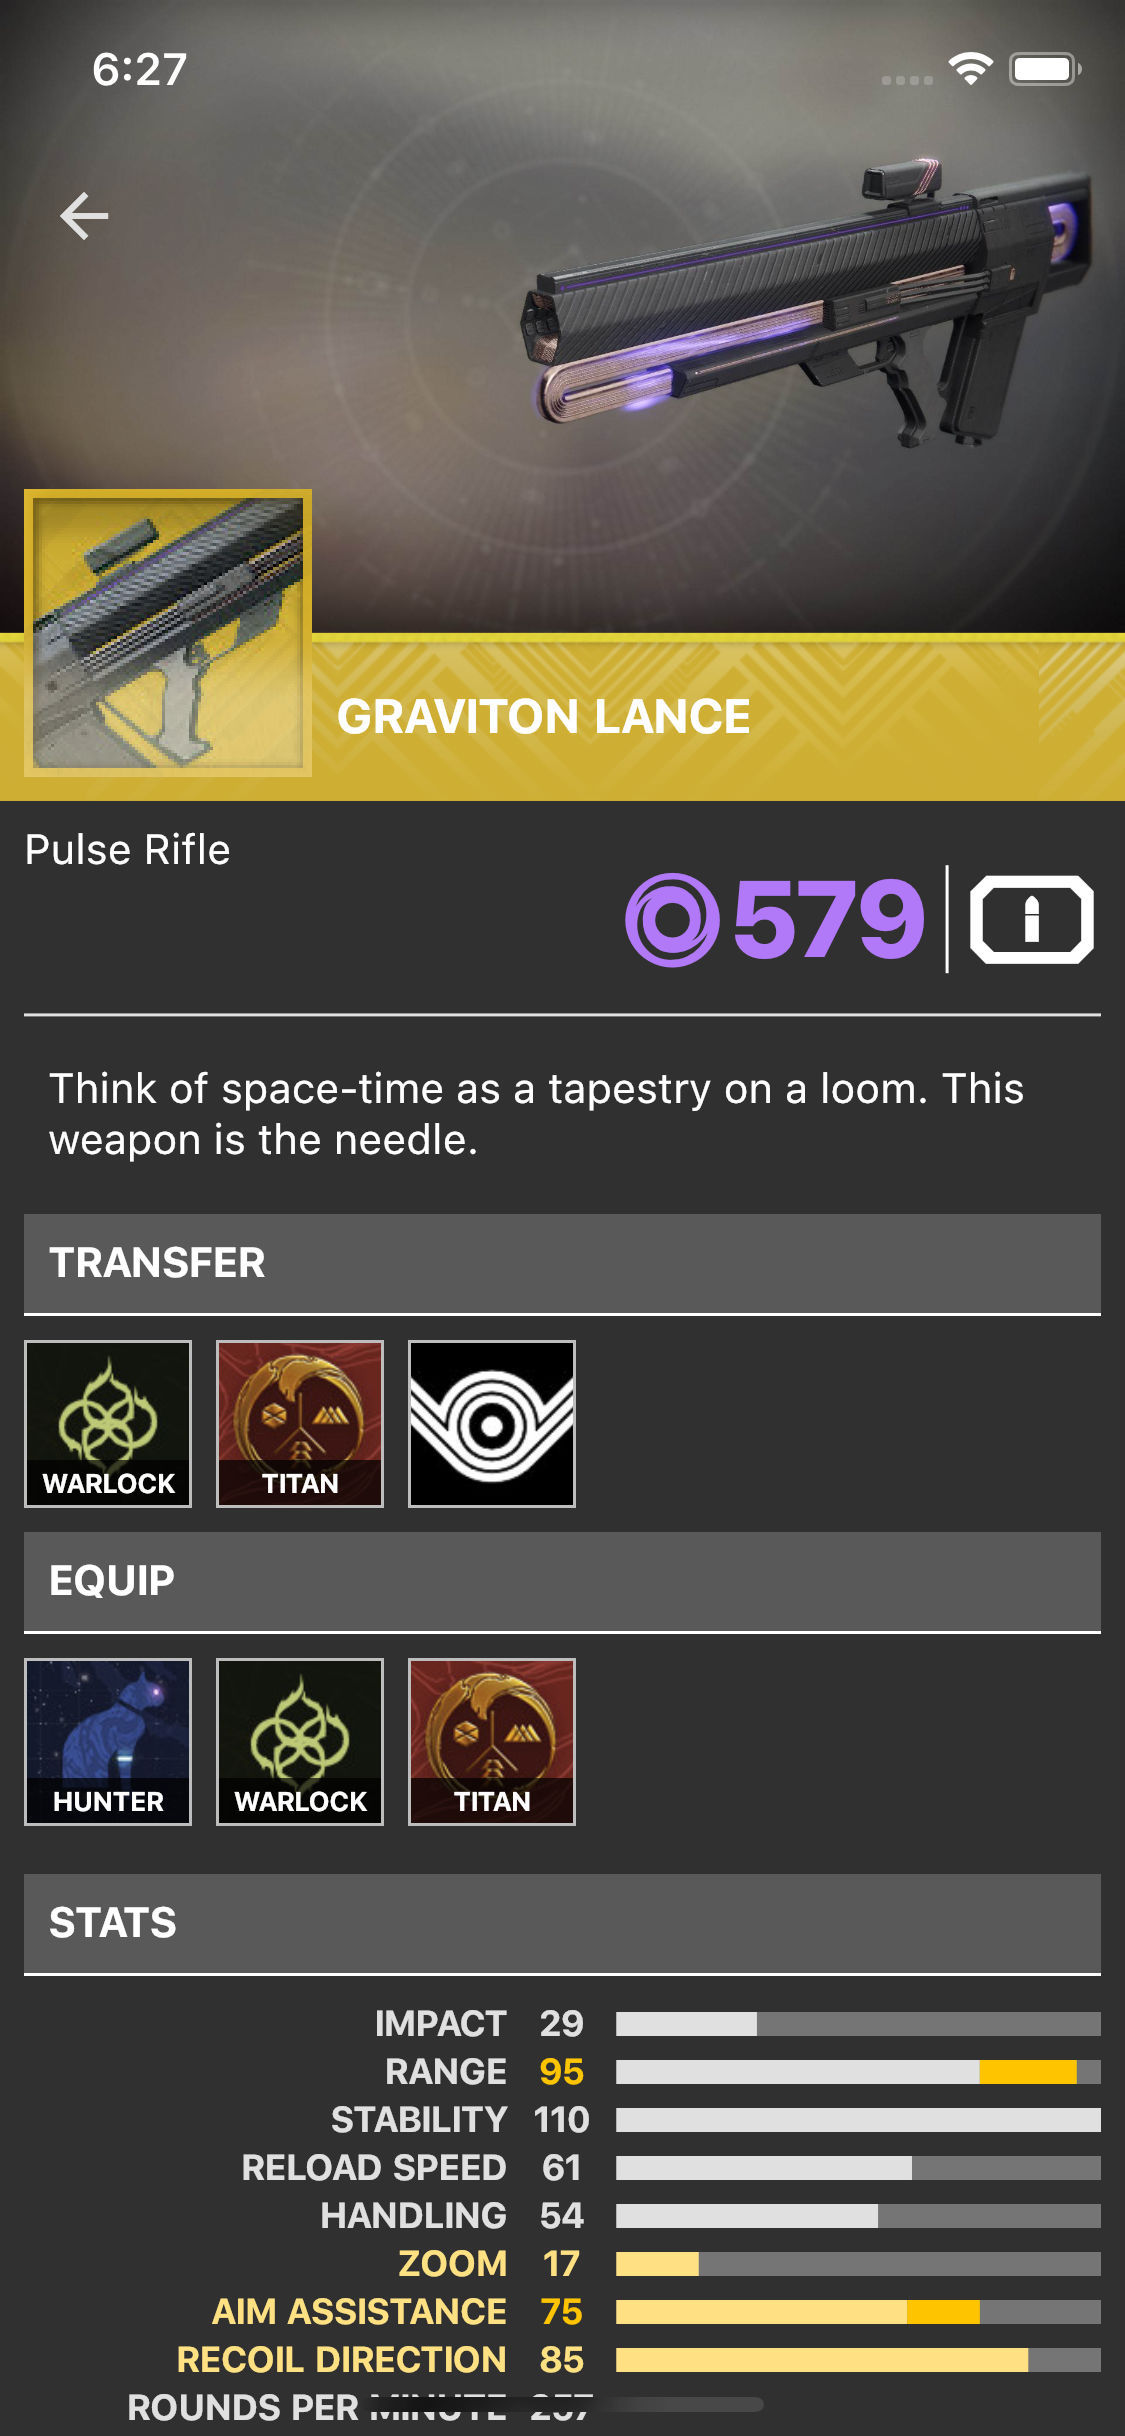 6:27
GRAVITON LANCE
Pulse Rifle
579
Think of space-time as a tapestry on a loom. This
weapon is the needle.
TRANSFER
WARLOCK TITAN
EQUIP
HUNTER WARLOCK TITAN
STATS
IMPACT 29
RANGE 95
STABILITY 110
RELOAD SPEED 61
HANDLING 54
ZOOM 17
AIM ASSISTANCE 75
RECOIL DIRECTION 85
ROUNDS PER MINUTE